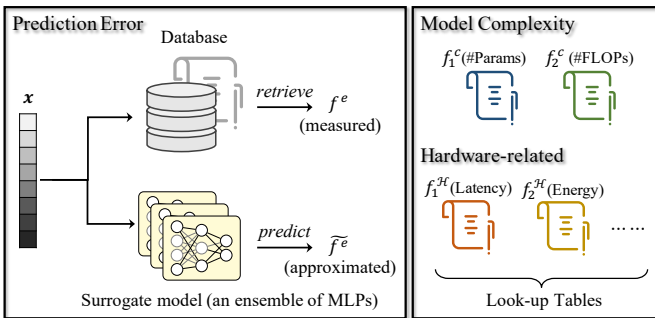 Prediction Error
Database
x
retrieve
f^e
(measured)
predict
\widetilde{f^e}
(approximated)
Surrogate model (an ensemble of MLPs)
Model Complexity
f_1^c(#Params)
f_2^c (#FLOPs)
Hardware-related
f_1^ℋ(Latency)
f_2^ℋ(Energy)
... ...
Look-up Tables